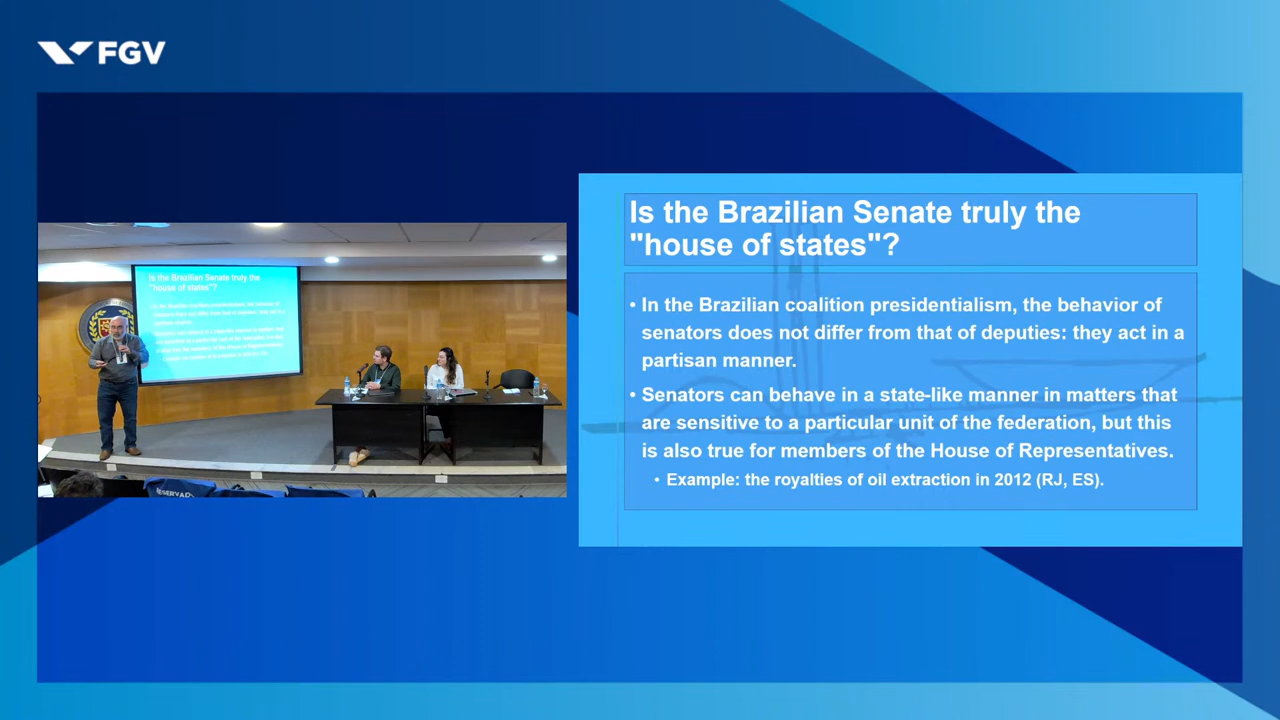 FGV
Is the Brazilian Senate truly the
"house of states"?
• In the Brazilian coalition presidentialism, the behavior of
senators does not differ from that of deputies: they act in a
partisan manner.
• Senators can behave in a state-like manner in matters that
are sensitive to a particular unit of the federation, but this
is also true for members of the House of Representatives.
• Example: the royalties of oil extraction in 2012 (RJ, ES).
Is the Brazilian Senate truly the
"house of states"?